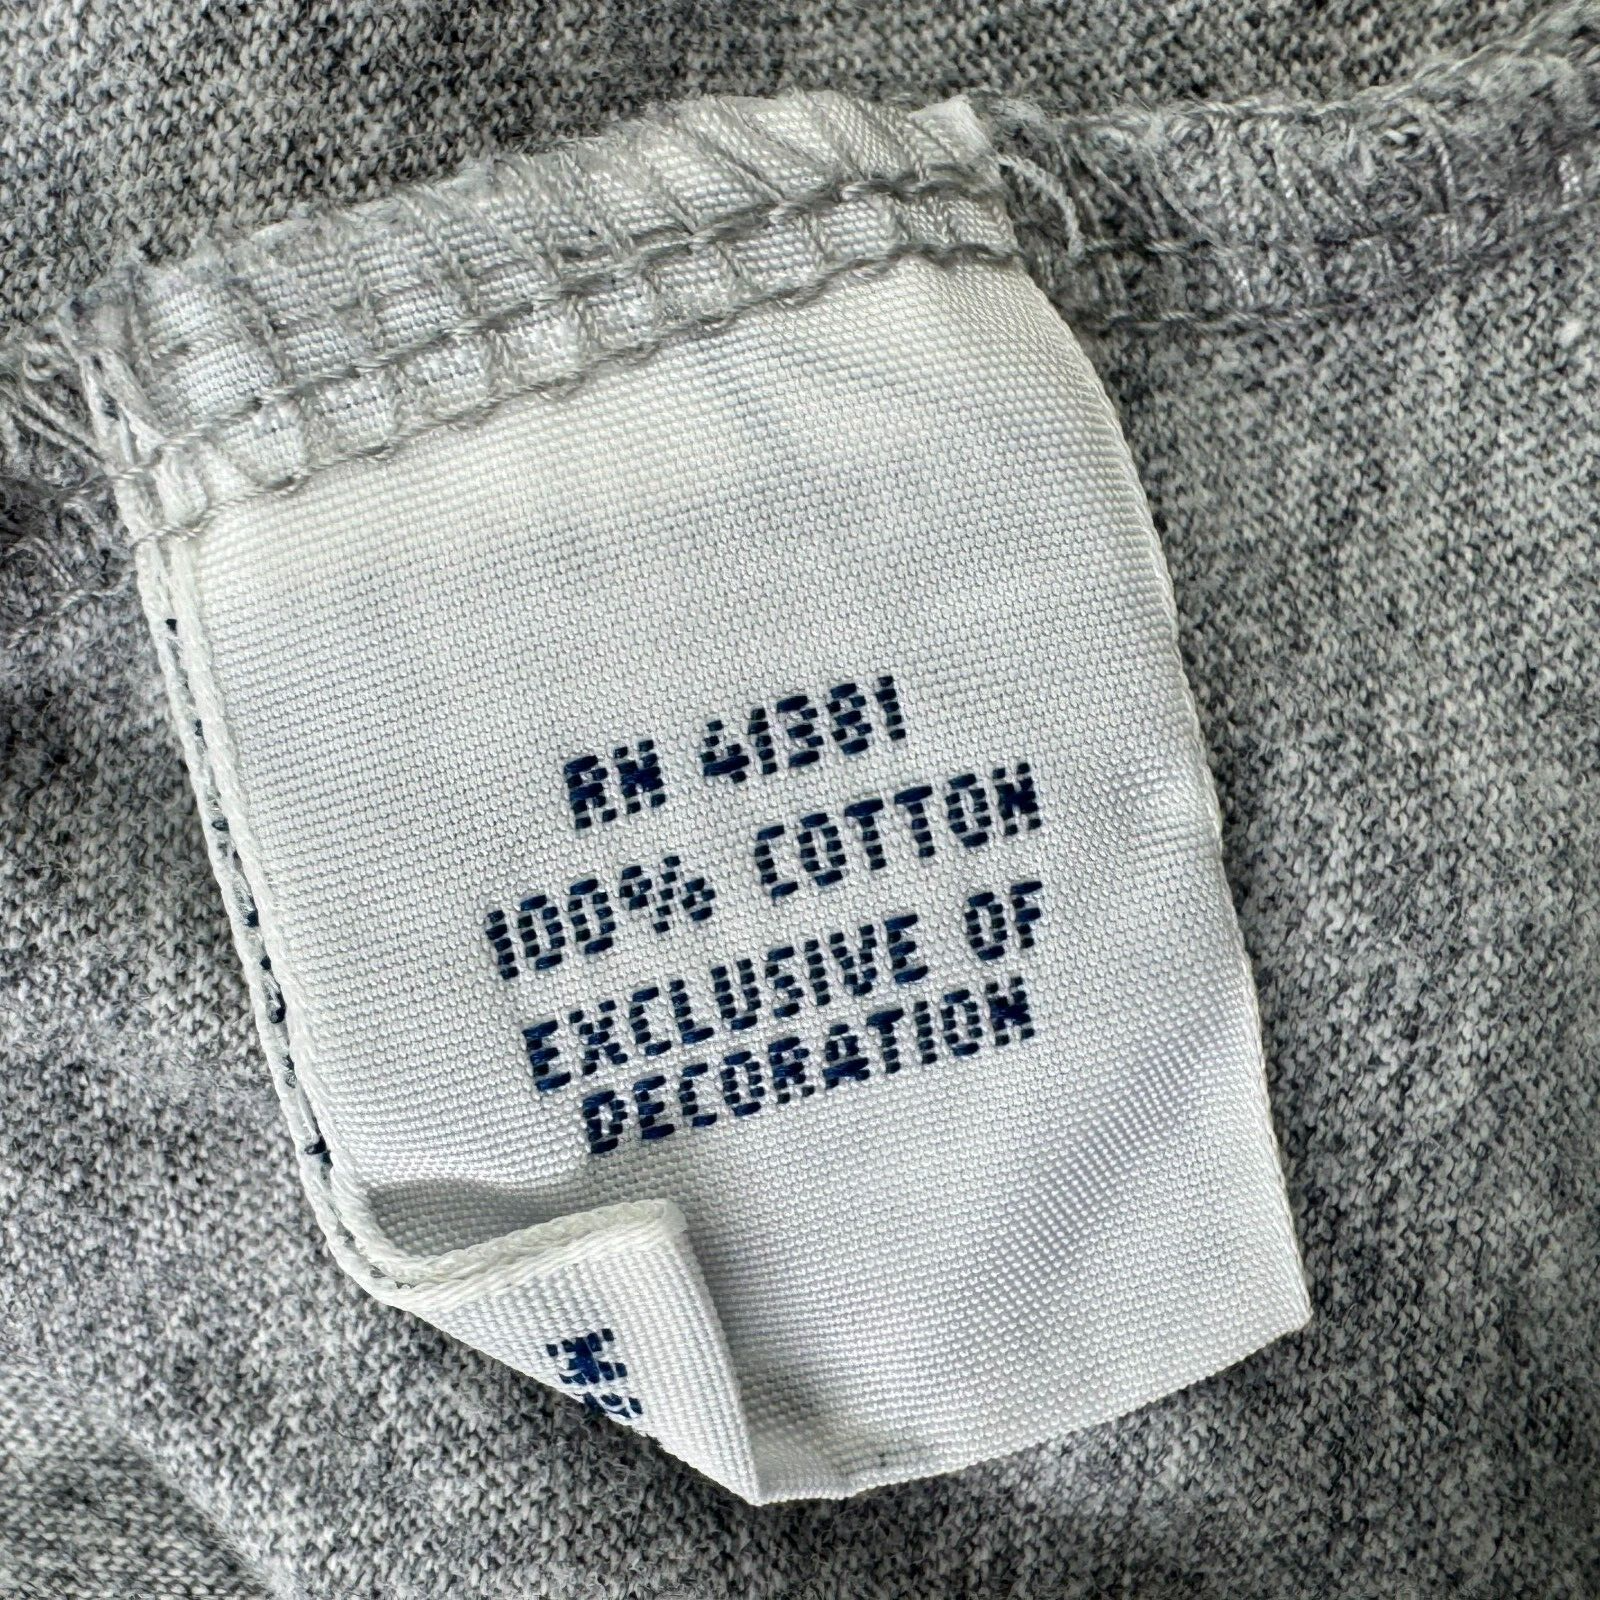 RN 41381
100% COTTON
EXCLUSIVE OF
DECORATION